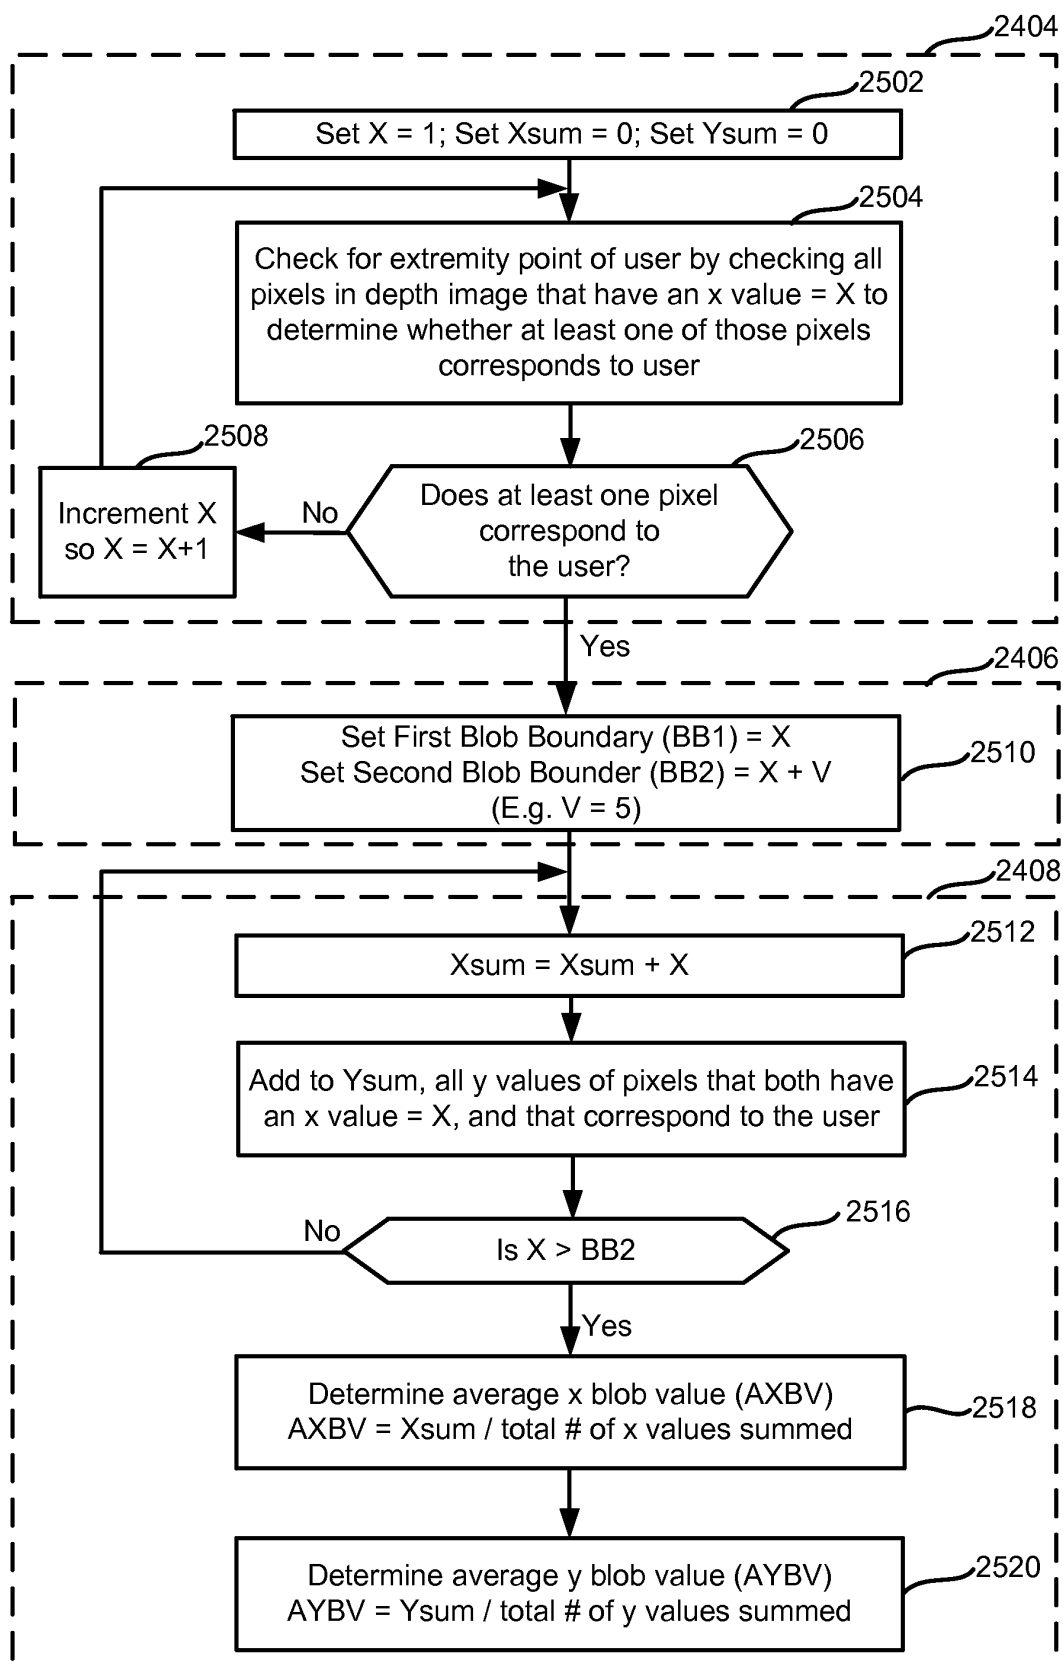 2404
2502
Set X = 1; Set Xsum = 0; Set Ysum = 0
2504
Check for extremity point of user by checking all
pixels in depth image that have an x value = X to
determine whether at least one of those pixels
corresponds to user
2508
2506
Increment X
so X = X+1
No
Does at least one pixel
correspond to
the user?
Yes
2406
Set First Blob Boundary (BB1) = X
Set Second Blob Bounder (BB2) = X + V
(E.g. V = 5)
2510
2408
2512
Xsum = Xsum + X
Add to Ysum, all y values of pixels that both have
an x value = X, and that correspond to the user
2514
2516
No
Is X > BB2
Yes
Determine average x blob value (AXBV)
AXBV = Xsum / total # of x values summed
2518
Determine average y blob value (AYBV)
AYBV = Ysum / total # of y values summed
2520